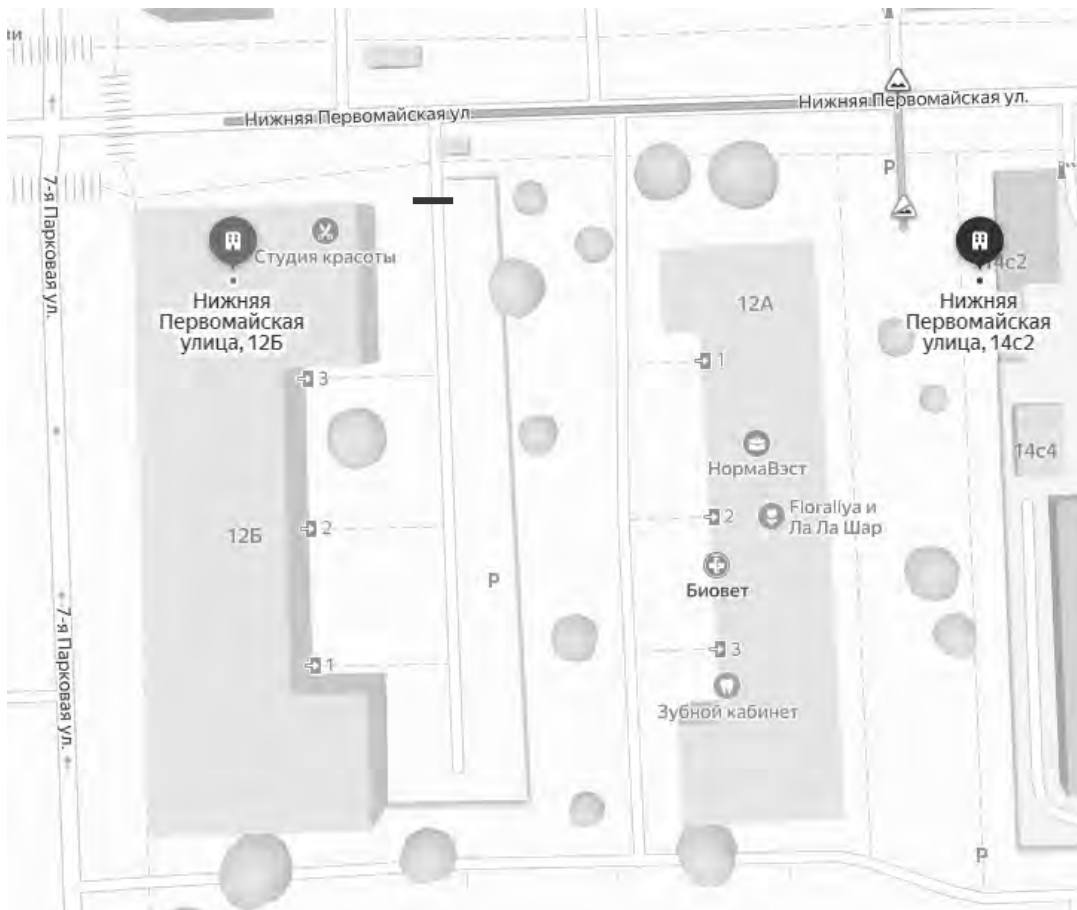 ии
Нижняя Первомайская ул.
Нижняя Первомайская ул.
7-я Парковая ул.
P
Студия красоты
Нижняя
Первомайская
улица, 12Б
14с2
Нижняя
Первомайская
улица, 14с2
12А
1
3
НормаВэст
14с4
Floraliya и
Ла Ла Шар
2
2
12Б
Биовет
P
3
1
7-я Парковая ул.
Зубной кабинет
P